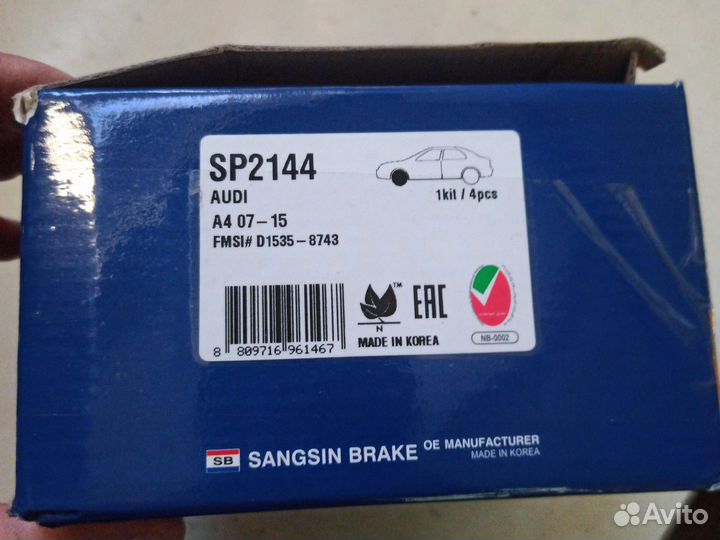 SP2144
AUDI
1kit / 4pcs
A4 07-15
FMSI# D1535-8743
TM
N
EAC
NB-0002
8 809716 961467
MADE IN KOREA
SB SANGSIN BRAKE OE MANUFACTURER
MADE IN KOREA
Avito